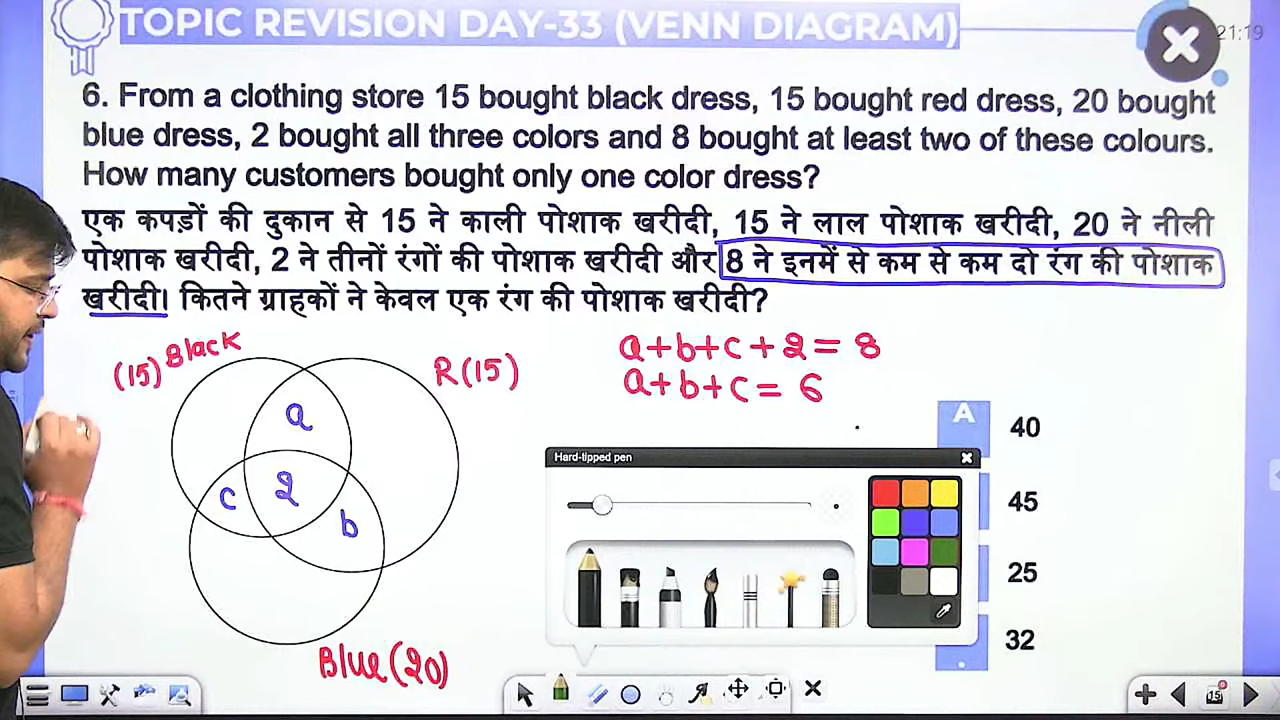 TOPIC REVISION DAY-33 (VENN DIAGRAM)
21:19
6. From a clothing store 15 bought black dress, 15 bought red dress, 20 bought
blue dress, 2 bought all three colors and 8 bought at least two of these colours.
How many customers bought only one color dress?
एक कपड़ों की दुकान से 15 ने काली पोशाक खरीदी, 15 ने लाल पोशाक खरीदी, 20 ने नीली
पोशाक खरीदी, 2 ने तीनों रंगों की पोशाक खरीदी और 8 ने इनमें से कम से कम दो रंग की पोशाक
खरीदी। कितने ग्राहकों ने केवल एक रंग की पोशाक खरीदी?
(15) Black
R(15)
a+b+c+2=8
a+b+c=6
a
c
2
b
Blue(20)
A 40
45
25
32
Hard-tipped pen
15